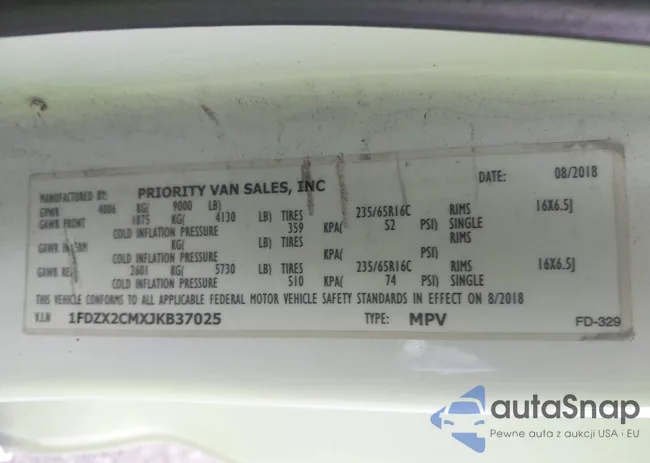 MANUFACTURED BY: PRIORITY VAN SALES, INC DATE: 08/2018
GVWR 4086 KG( 9000 LB)
GAWR FRONT 1875 KG( 4130 LB) TIRES 235/65R16C RIMS 16X6.5J
COLD INFLATION PRESSURE 359 KPA( 52 PSI) SINGLE
GAWR KG( LB) TIRES RIMS
COLD INFLATION PRESSURE KPA( PSI)
GAWR 2601 KG( 5730 LB) TIRES 235/65R16C RIMS 16X6.5J
COLD INFLATION PRESSURE 510 KPA( 74 PSI) SINGLE
THIS VEHICLE CONFORMS TO ALL APPLICABLE FEDERAL MOTOR VEHICLE SAFETY STANDARDS IN EFFECT ON 8/2018
V.I.N 1FDZX2CMXJKB37025 TYPE: MPV FD-329
autaSnap
Pewne auta z aukcji USA i EU